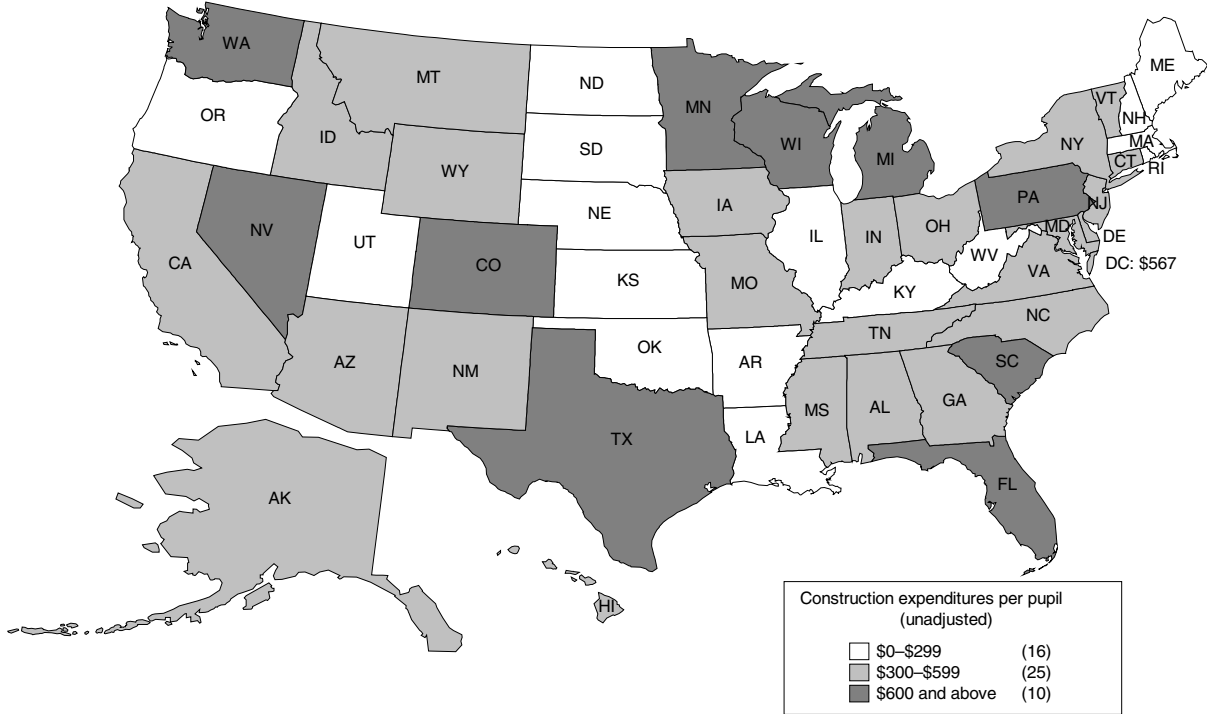 WA
MT
ND
ME
OR
MN
VT
NH
ID
SD
WI
NY
MA
MI
CT
RI
WY
IA
NE
PA
NJ
NV
UT
CO
IL
IN
OH
MD
DE
CA
WV
DC: $567
KS
MO
KY
VA
AZ
NM
OK
AR
TN
NC
SC
MS
AL
GA
TX
LA
FL
AK
HI
Construction expenditures per pupil
(unadjusted)
$0–$299 (16)
$300–$599 (25)
$600 and above (10)